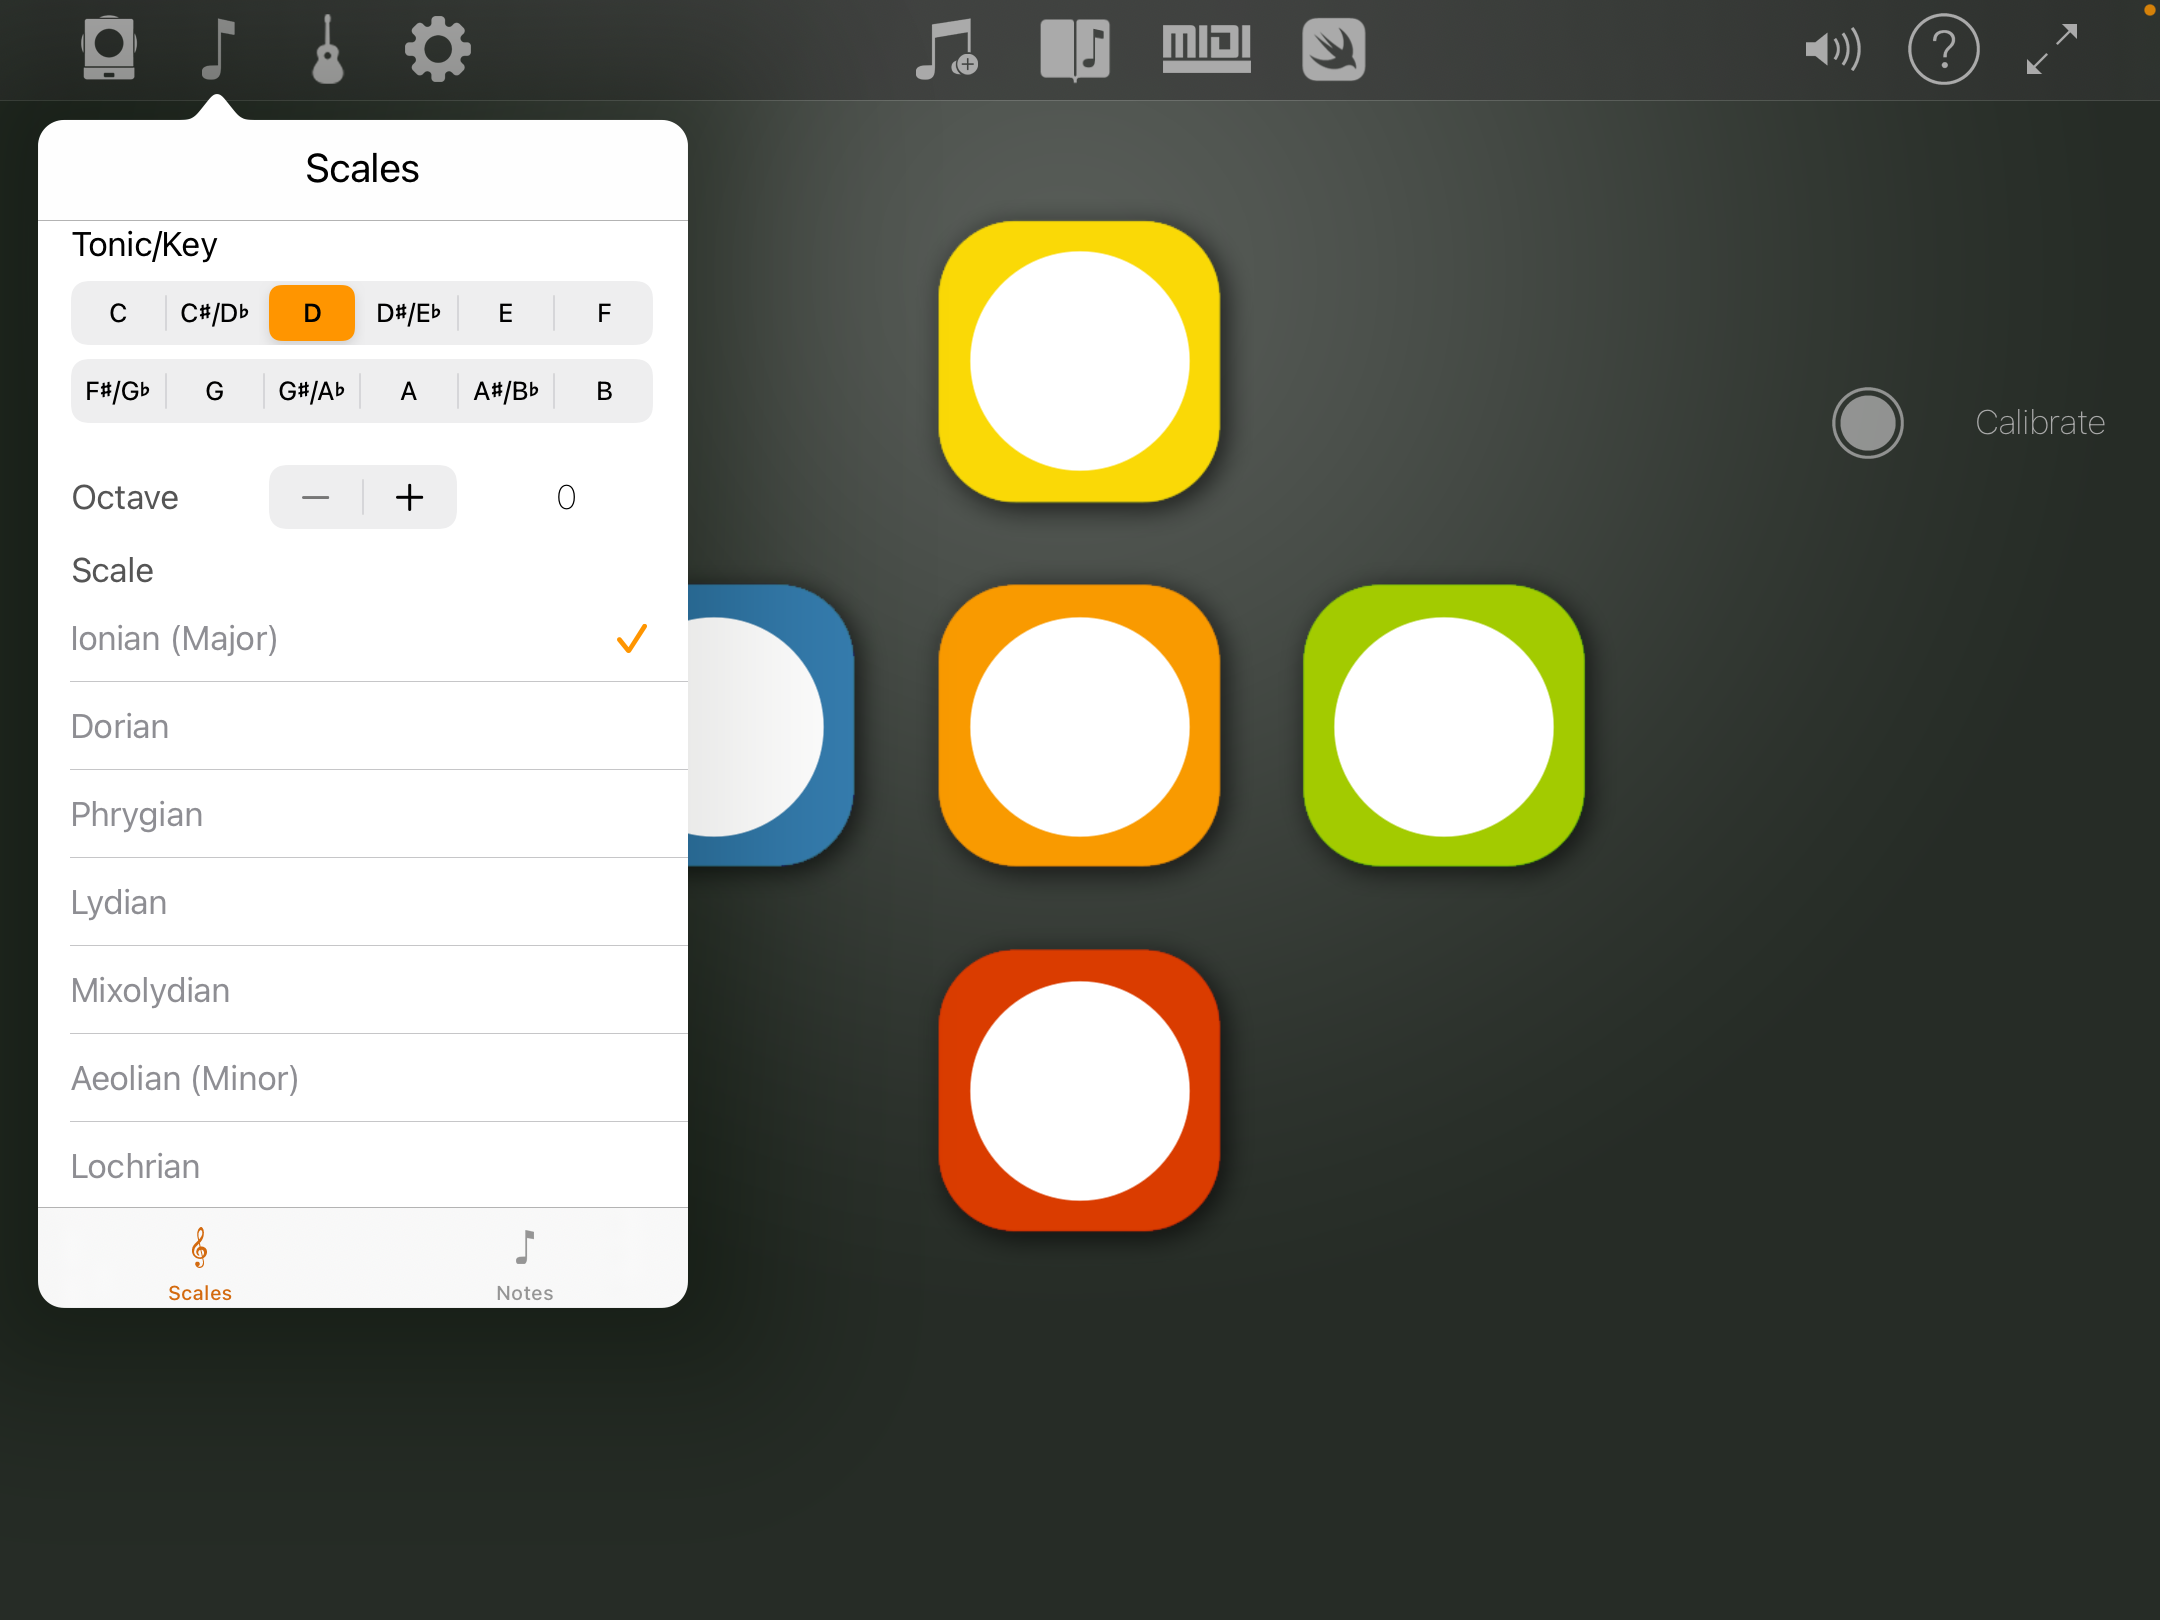 MIDI
?
Scales
Tonic/Key
C C♯/D♭ D D♯/E♭ E F
F♯/G♭ G G♯/A♭ A A♯/B♭ B
Calibrate
Octave − + 0
Scale
Ionian (Major)
Dorian
Phrygian
Lydian
Mixolydian
Aeolian (Minor)
Lochrian
Scales Notes